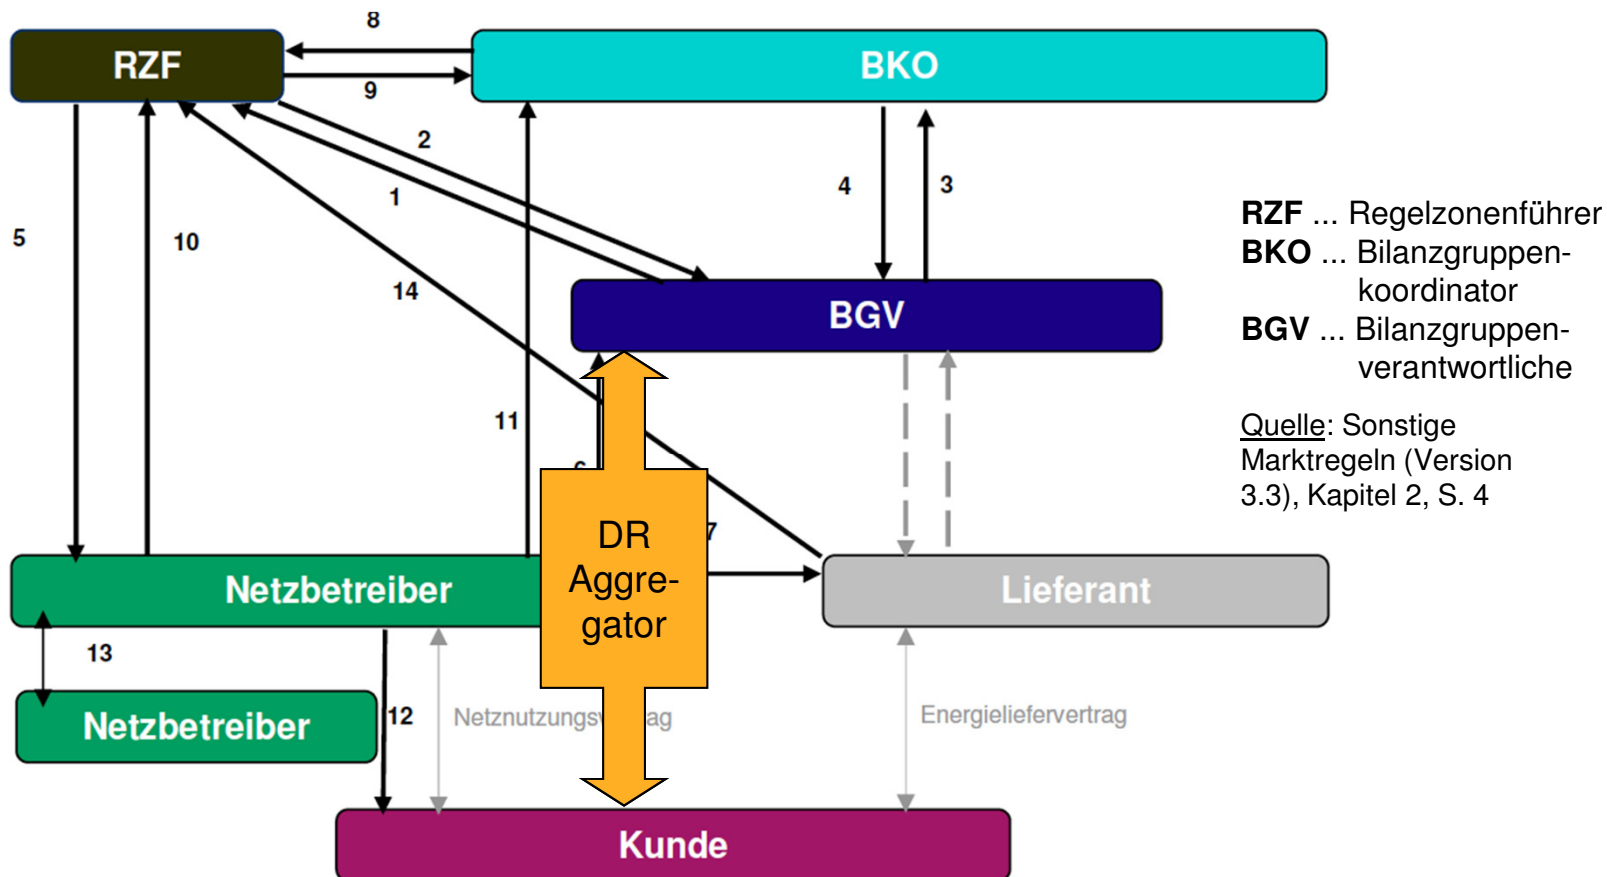 8
RZF
BKO
9
2
1
4
3
5
10
14
RZF ... Regelzonenführer
BKO ... Bilanzgruppen-
koordinator
BGV ... Bilanzgruppen-
verantwortliche
BGV
11
Quelle: Sonstige
Marktregeln (Version
3.3), Kapitel 2, S. 4
DR
Aggre-
gator
7
Netzbetreiber
Lieferant
13
Netzbetreiber
12
Energieliefervertrag
Kunde